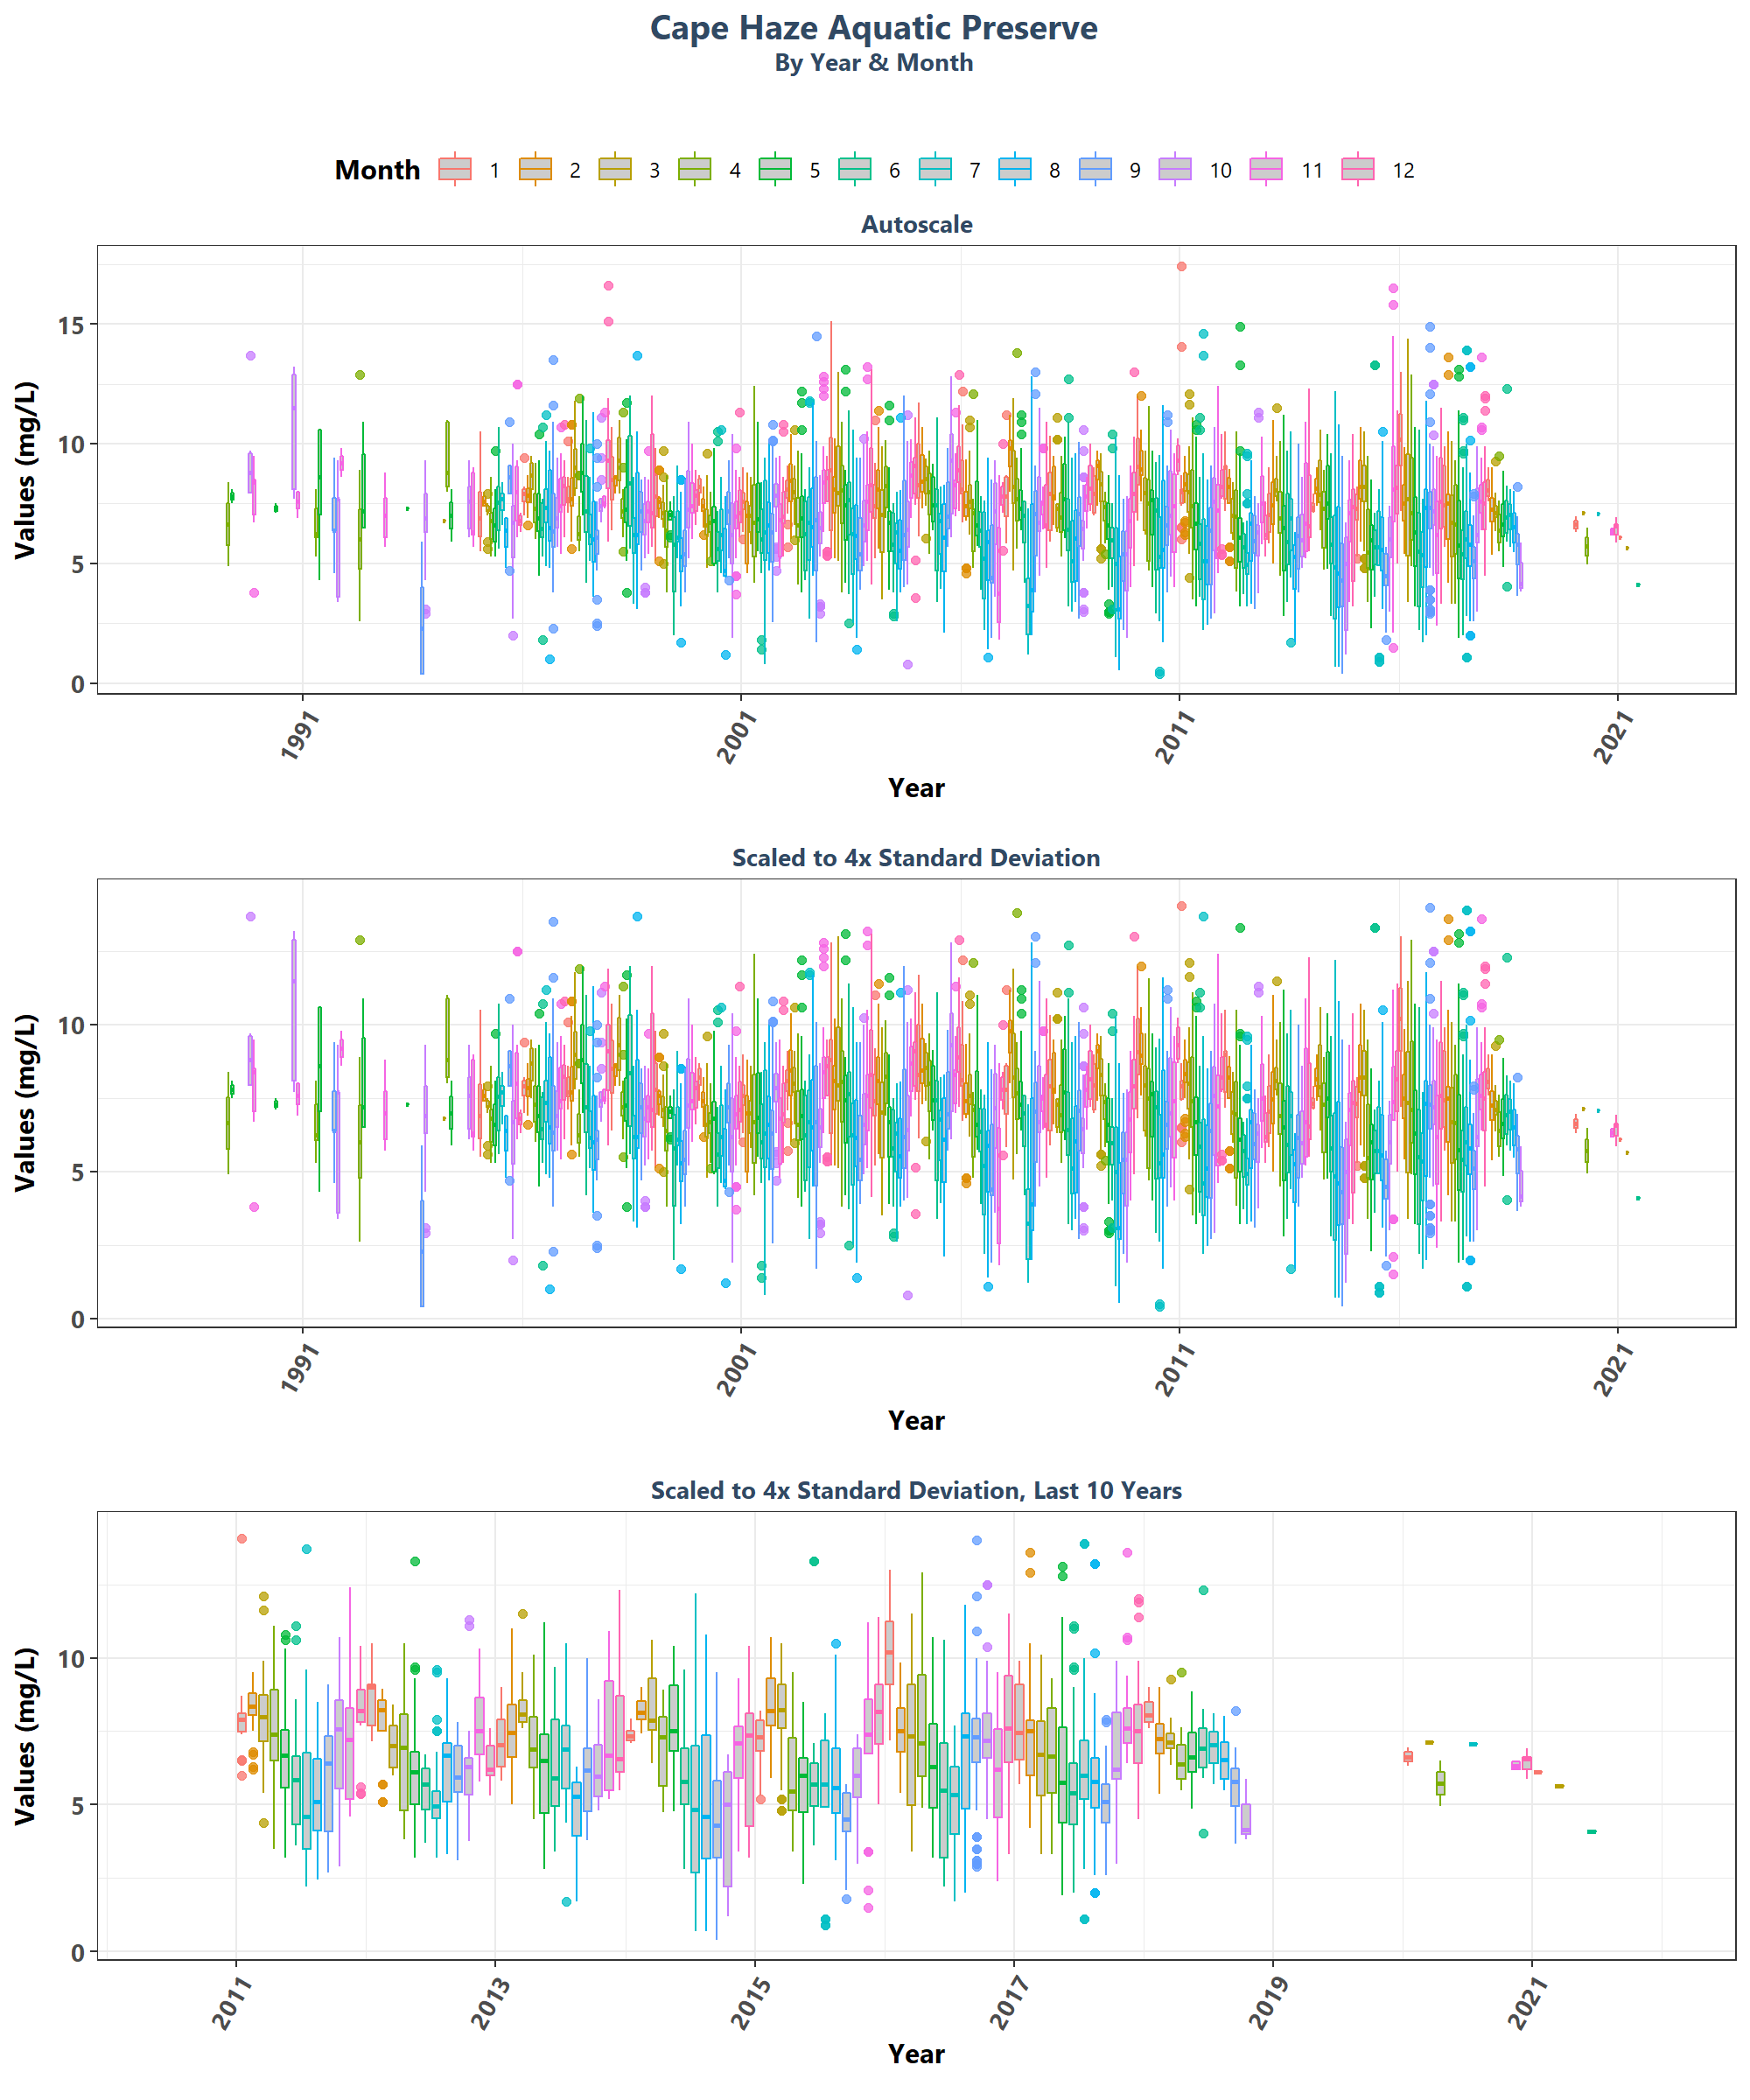 Cape Haze Aquatic Preserve
By Year & Month
Month 1 2 3 4 5 6 7 8 9 10 11 12
Autoscale
Values (mg/L)
15
10
5
0
1991 2001 2011 2021
Year
Scaled to 4x Standard Deviation
Values (mg/L)
10
5
0
1991 2001 2011 2021
Year
Scaled to 4x Standard Deviation, Last 10 Years
Values (mg/L)
10
5
0
2011 2013 2015 2017 2019 2021
Year